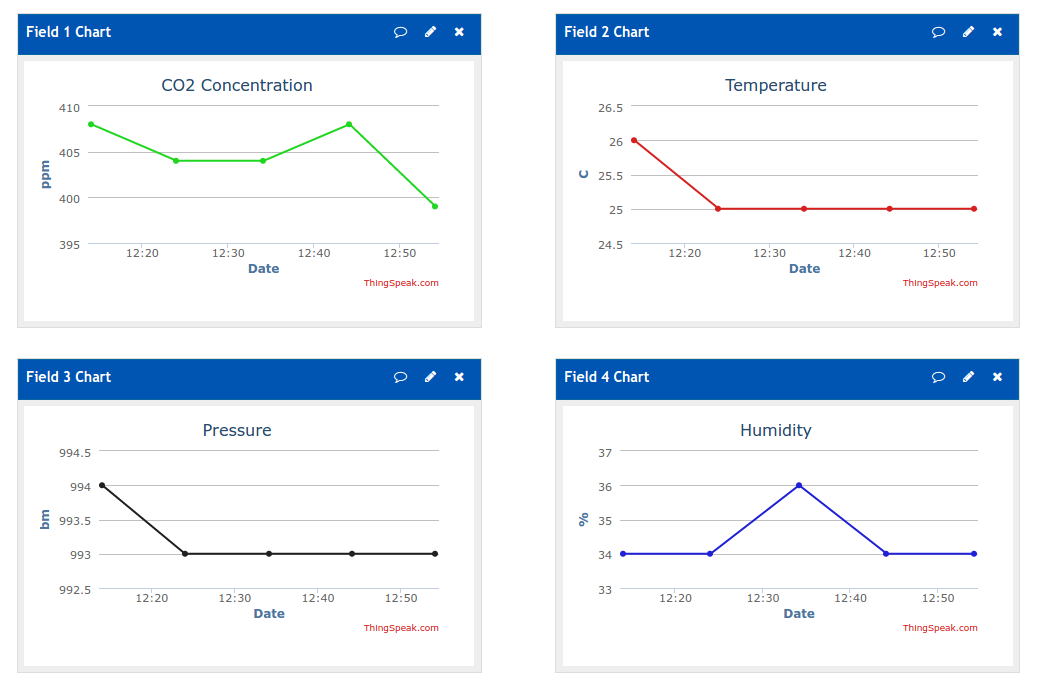 Field 1 Chart
CO2 Concentration
410
405
400
395
ppm
12:20 12:30 12:40 12:50
Date
ThingSpeak.com
Field 2 Chart
Temperature
26.5
26
25.5
25
24.5
C
12:20 12:30 12:40 12:50
Date
ThingSpeak.com
Field 3 Chart
Pressure
994.5
994
993.5
993
992.5
bm
12:20 12:30 12:40 12:50
Date
ThingSpeak.com
Field 4 Chart
Humidity
37
36
35
34
33
%
12:20 12:30 12:40 12:50
Date
ThingSpeak.com